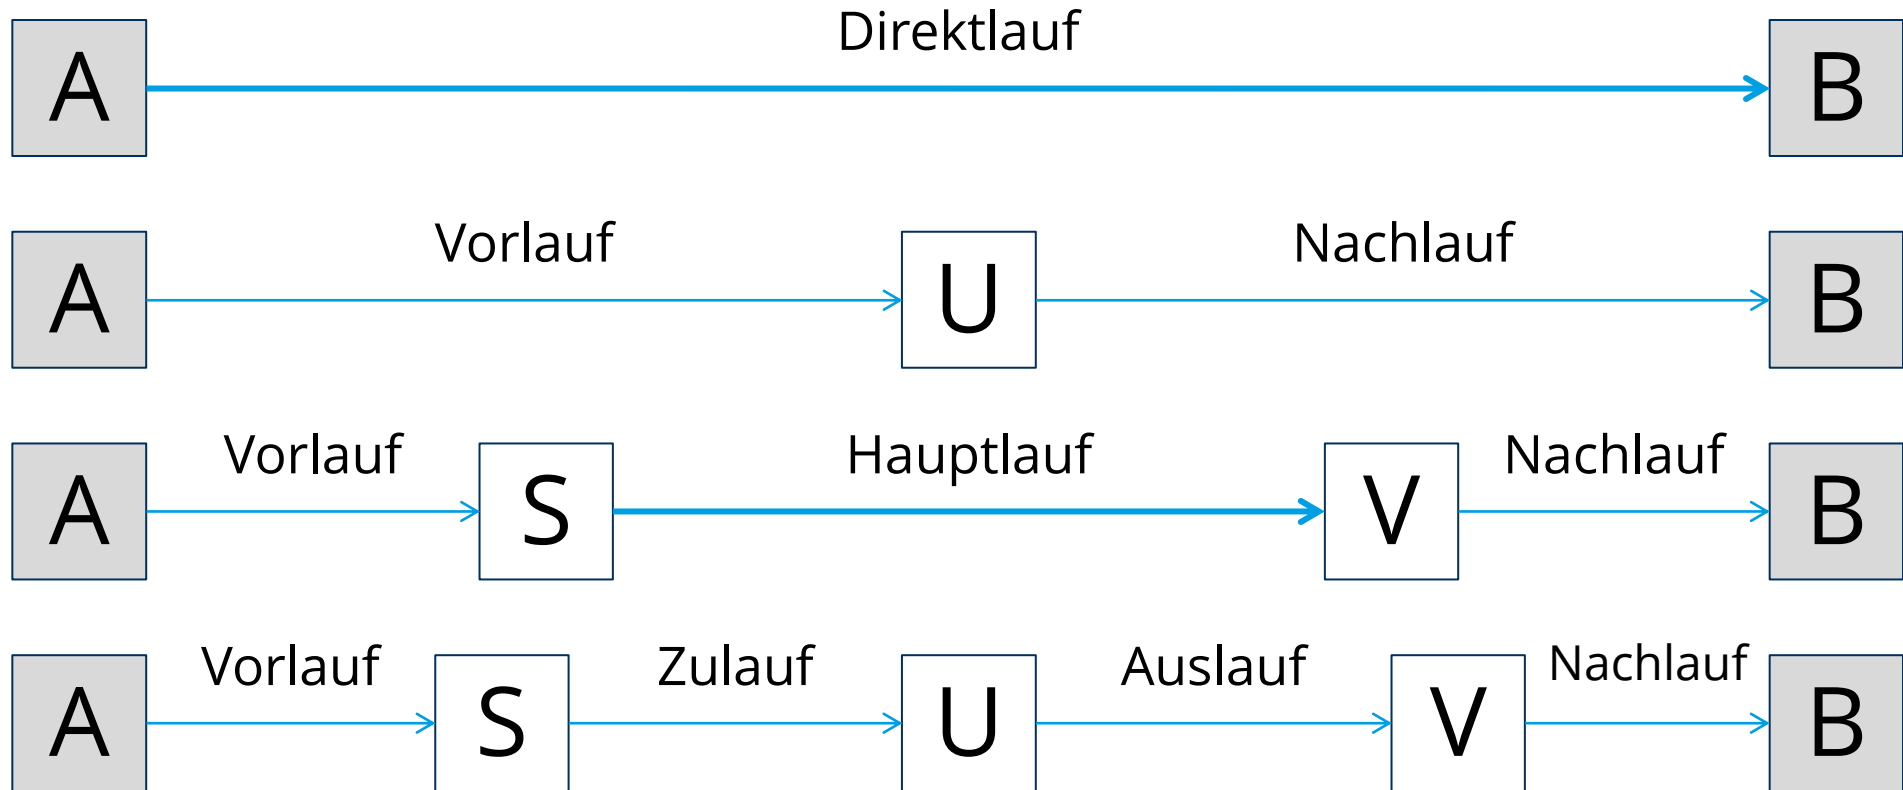 Direktlauf
A B
Vorlauf Nachlauf
A U B
Vorlauf Hauptlauf Nachlauf
A S V B
Vorlauf Zulauf Auslauf Nachlauf
A S U V B